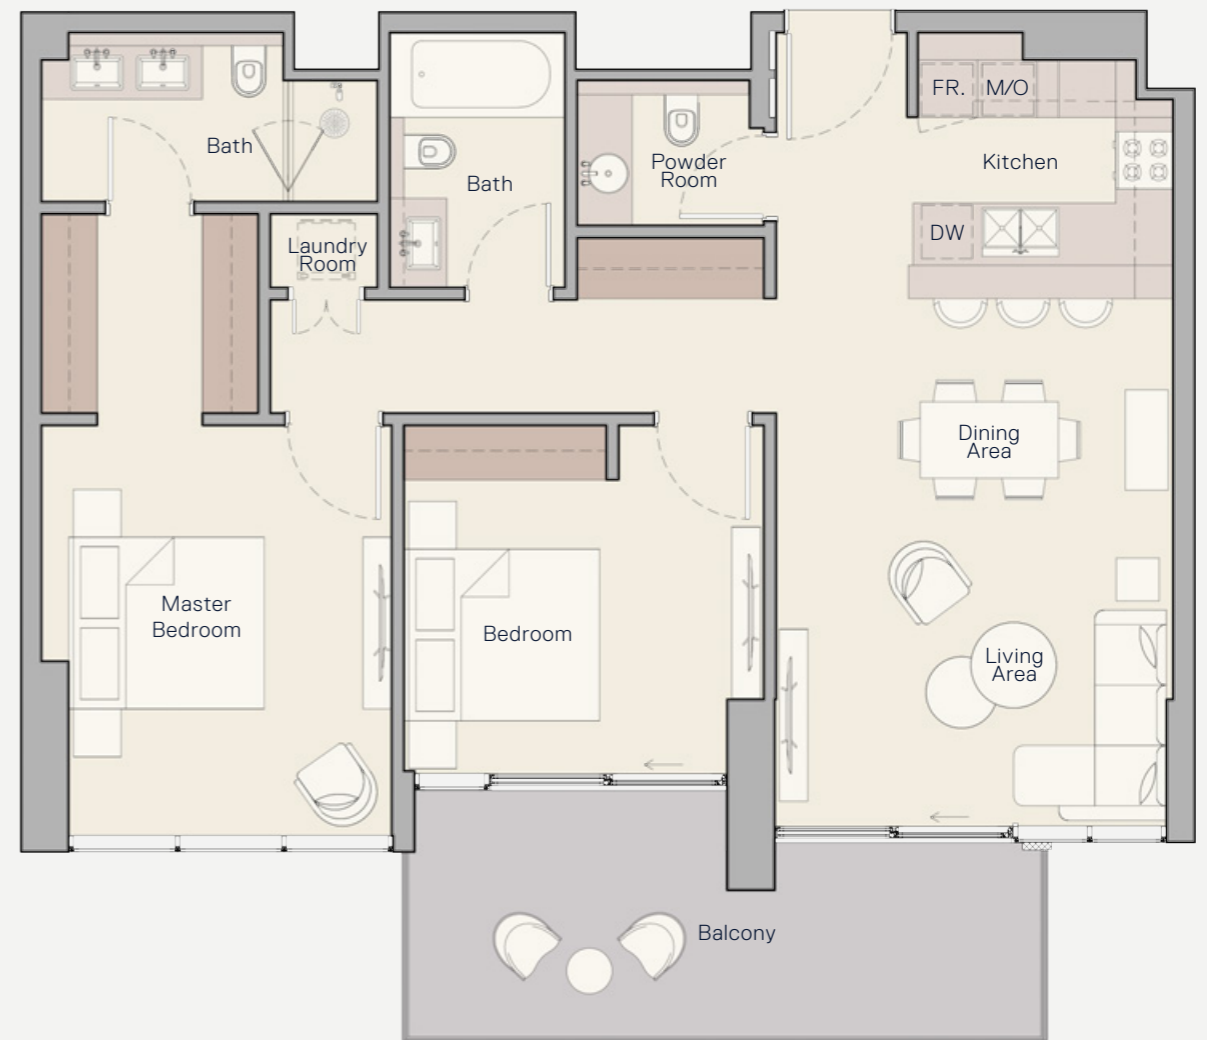 FR.
M/O
Bath
Powder
Room
Kitchen
Bath
Laundry
Room
DW
Dining
Area
Master
Bedroom
Bedroom
Living
Area
Balcony